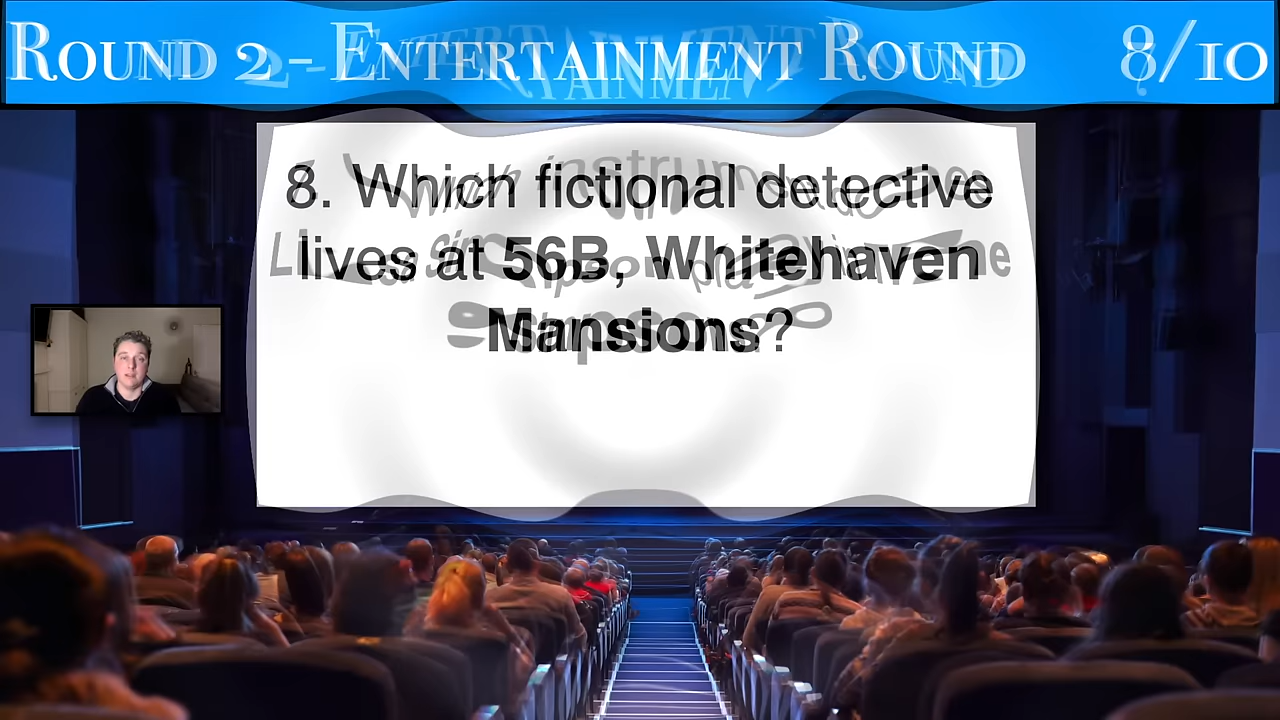 Round 2 - Entertainment Round
8/10
8. Which fictional detective
lives at 56B, Whitehaven
Mansions?